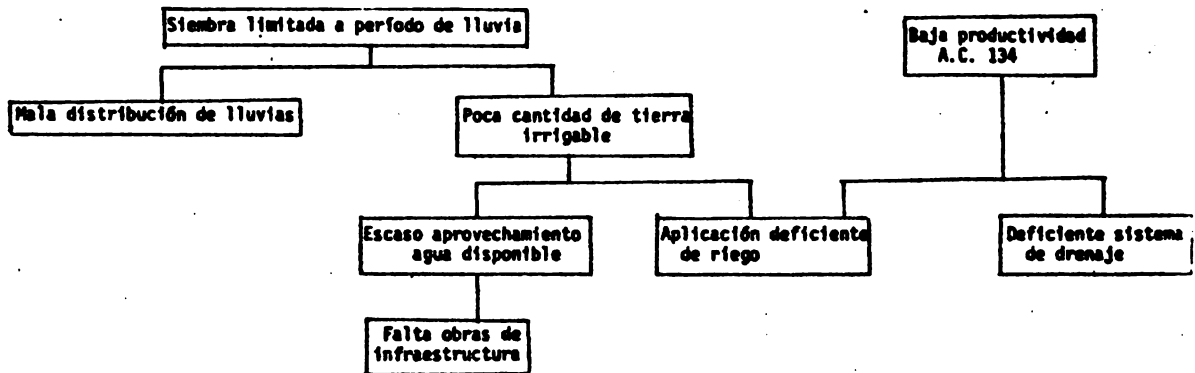 Siembra limitada a período de lluvia
Baja productividad
A.C. 134
Mala distribución de lluvias
Poca cantidad de tierra
irrigable
Escaso aprovechamiento
agua disponible
Aplicación deficiente
de riego
Deficiente sistema
de drenaje
Falta obras de
infraestructura